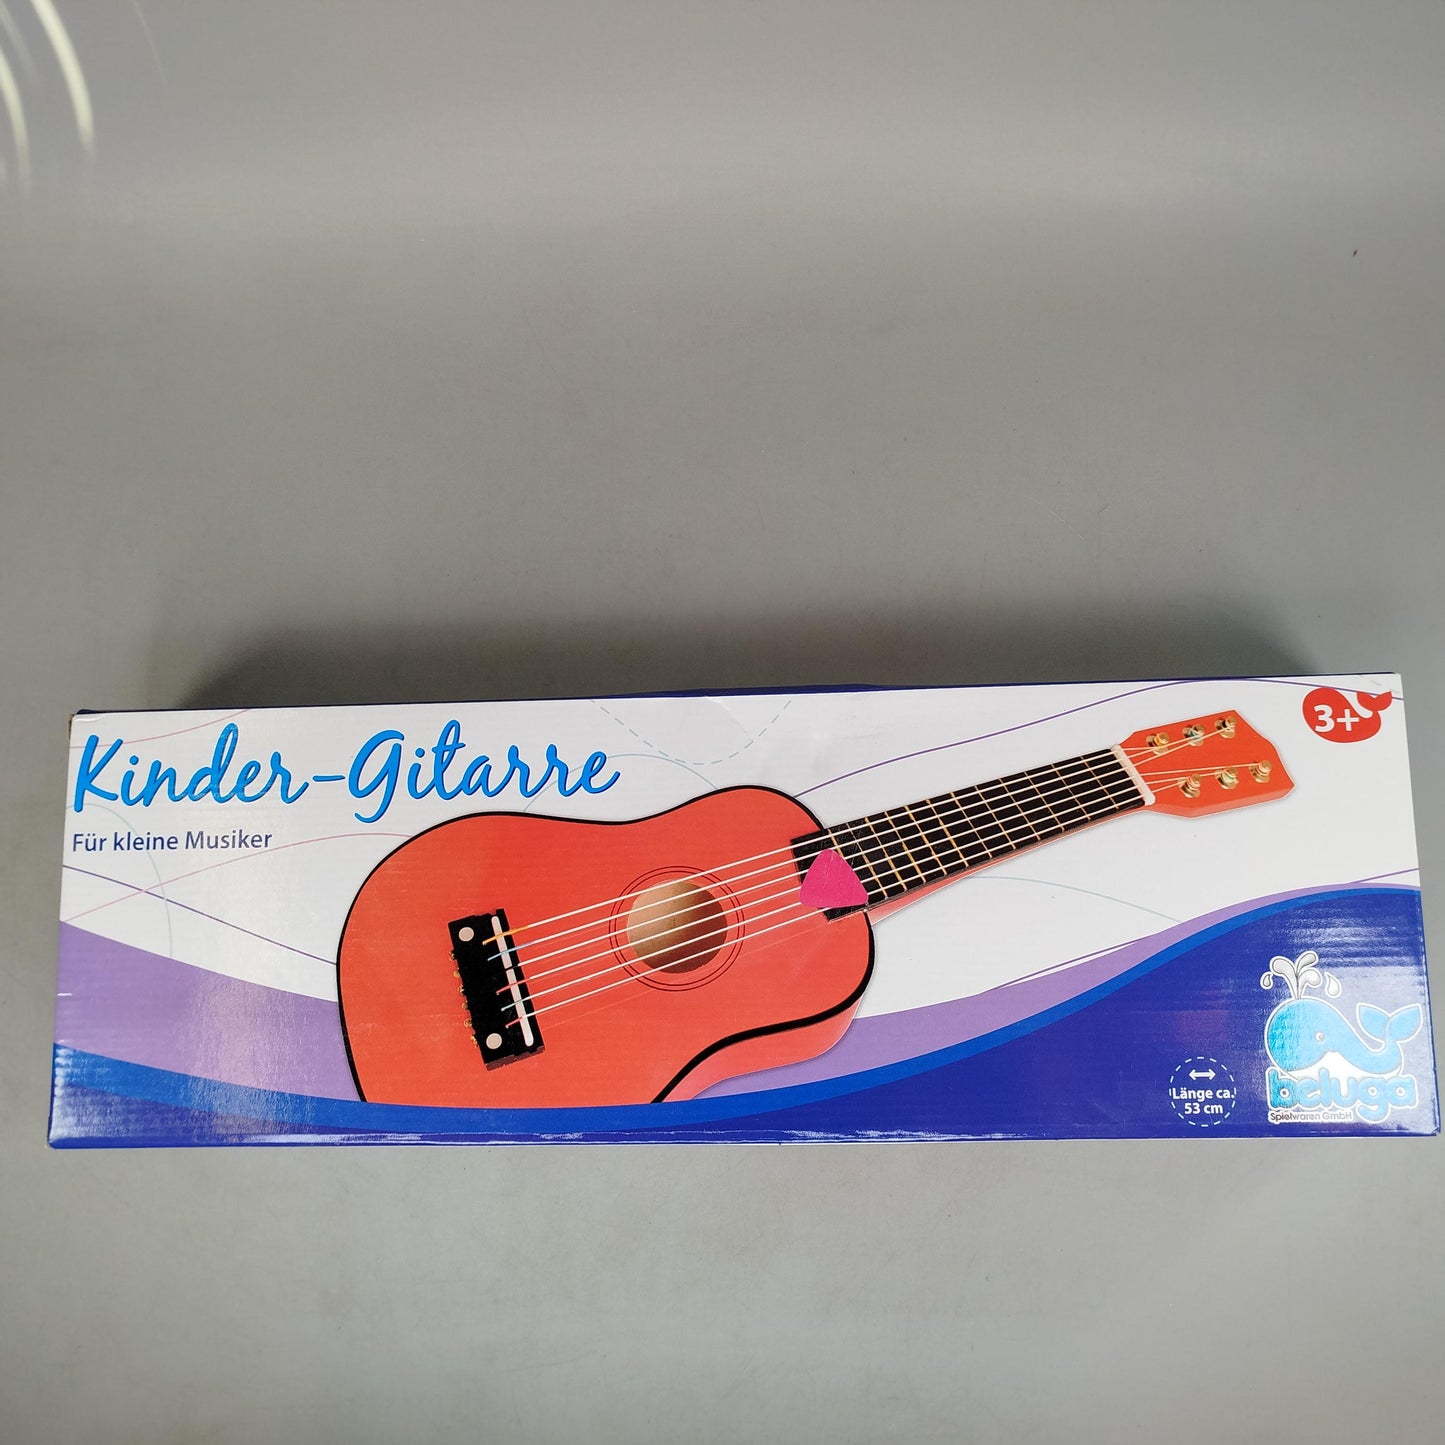 Kinder-Gitarre
Für kleine Musiker
3+
Länge ca.
53 cm
beluga
Spielwaren GmbH